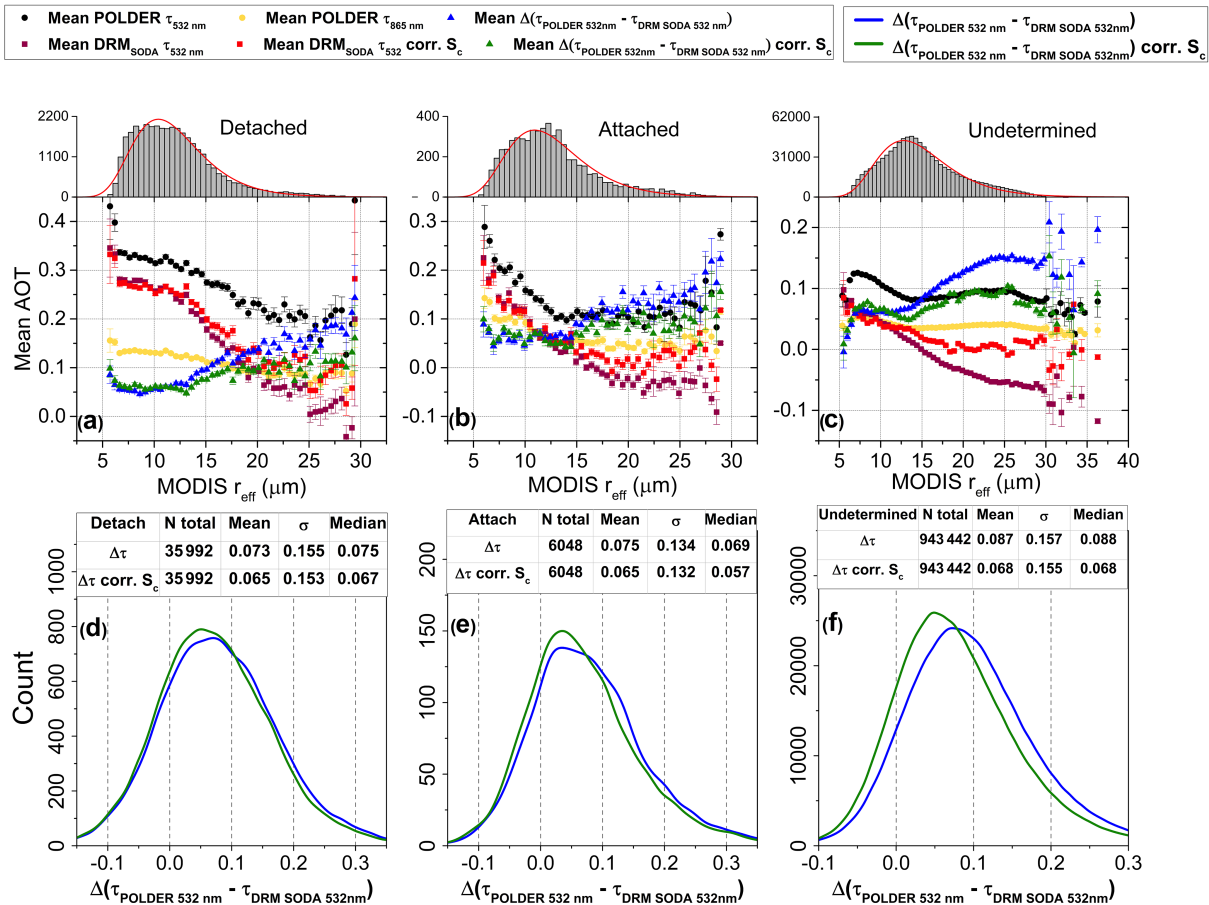 Mean POLDER τ532 nm Mean POLDER τ865 nm Mean Δ(τPOLDER 532nm - τDRM SODA 532 nm)
Mean DRMSODA τ532 nm Mean DRMSODA τ532 corr. Sc Mean Δ(τPOLDER 532nm - τDRM SODA 532 nm) corr. Sc
Δ(τPOLDER 532 nm - τDRM SODA 532nm)
Δ(τPOLDER 532 nm - τDRM SODA 532nm) corr. Sc
2200
1100
0
Detached
400
200
0
Attached
62000
31000
0
Undetermined
Mean AOT
0.4
0.3
0.2
0.1
0.0
(a)
5 10 15 20 25 30
MODIS reff (μm)
0.3
0.2
0.1
0.0
-0.1
(b)
5 10 15 20 25 30
MODIS reff (μm)
0.2
0.1
0.0
-0.1
(c)
5 10 15 20 25 30 35 40
MODIS reff (μm)
Detach N total Mean σ Median
Δτ 35 992 0.073 0.155 0.075
Δτ corr. Sc 35 992 0.065 0.153 0.067
Attach N total Mean σ Median
Δτ 6048 0.075 0.134 0.069
Δτ corr. Sc 6048 0.065 0.132 0.057
Undetermined N total Mean σ Median
Δτ 943 442 0.087 0.157 0.088
Δτ corr. Sc 943 442 0.068 0.155 0.068
Count
1000
800
600
400
200
0
(d)
-0.1 0.0 0.1 0.2 0.3
Δ(τPOLDER 532 nm - τDRM SODA 532nm)
200
150
100
50
0
(e)
-0.1 0.0 0.1 0.2 0.3
Δ(τPOLDER 532 nm - τDRM SODA 532nm)
30000
20000
10000
0
(f)
-0.1 0.0 0.1 0.2 0.3
Δ(τPOLDER 532 nm - τDRM SODA 532nm)